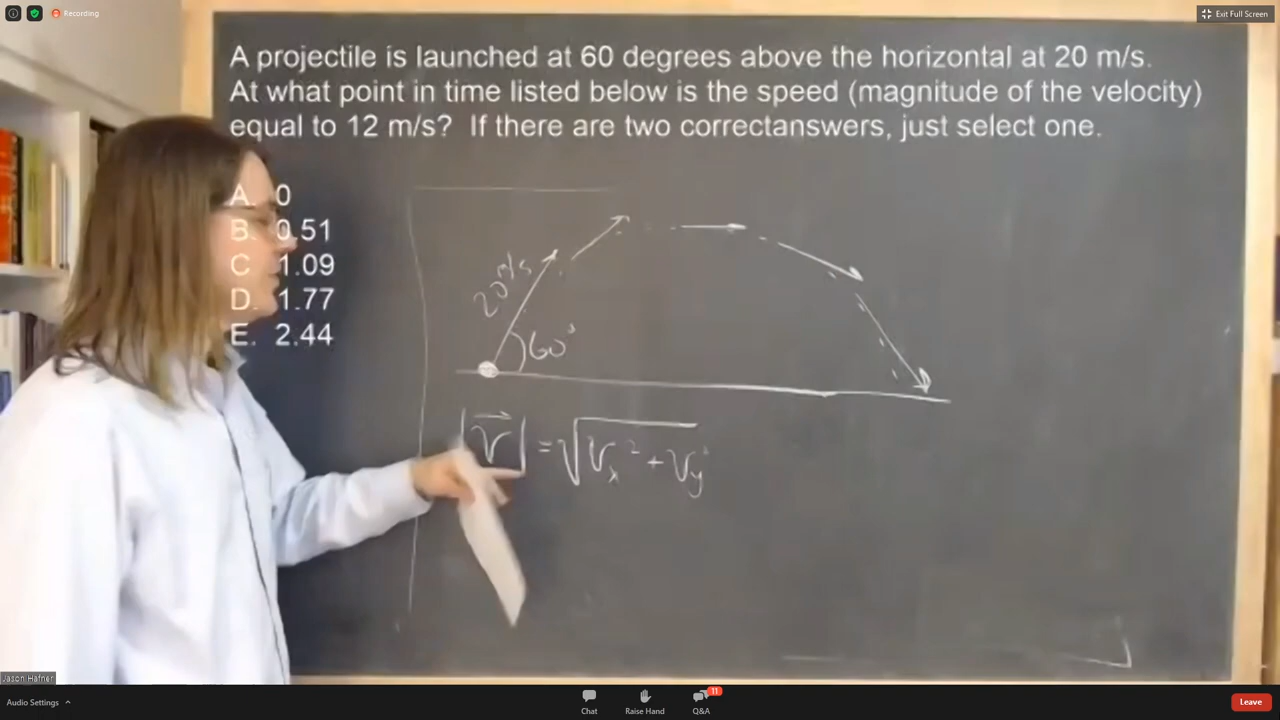 Recording
Exit Full Screen
A projectile is launched at 60 degrees above the horizontal at 20 m/s.
At what point in time listed below is the speed (magnitude of the velocity)
equal to 12 m/s? If there are two correctanswers, just select one.
A. 0
B. 0.51
C 1.09
D. 1.77
E. 2.44
20 m/s
60°
|v⃗| = √vx² + vy²
Jason Hafner
Audio Settings
Chat
Raise Hand
11
Q&A
Leave